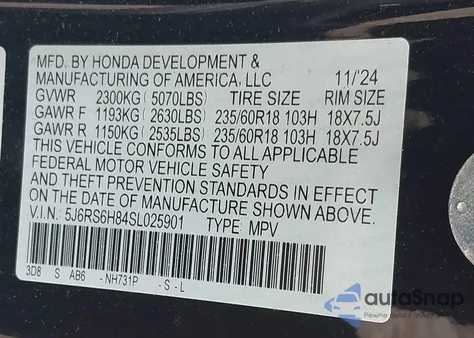 MFD. BY HONDA DEVELOPMENT &
MANUFACTURING OF AMERICA, LLC 11/24
GVWR 2300KG(5070LBS) TIRE SIZE RIM SIZE
GAWR F 1193KG(2630LBS) 235/60R18 103H 18X7.5J
GAWR R 1150KG(2535LBS) 235/60R18 103H 18X7.5J
THIS VEHICLE CONFORMS TO ALL APPLICABLE
FEDERAL MOTOR VEHICLE SAFETY
AND THEFT PREVENTION STANDARDS IN EFFECT
ON THE DATE OF MANUFACTURE SHOWN ABOVE.
V.I.N.: 5J6RS6H84SL025901 TYPE: MPV
3D8 S AB6 -NH731P -S-L
autoSnap
Pewne auto z USA